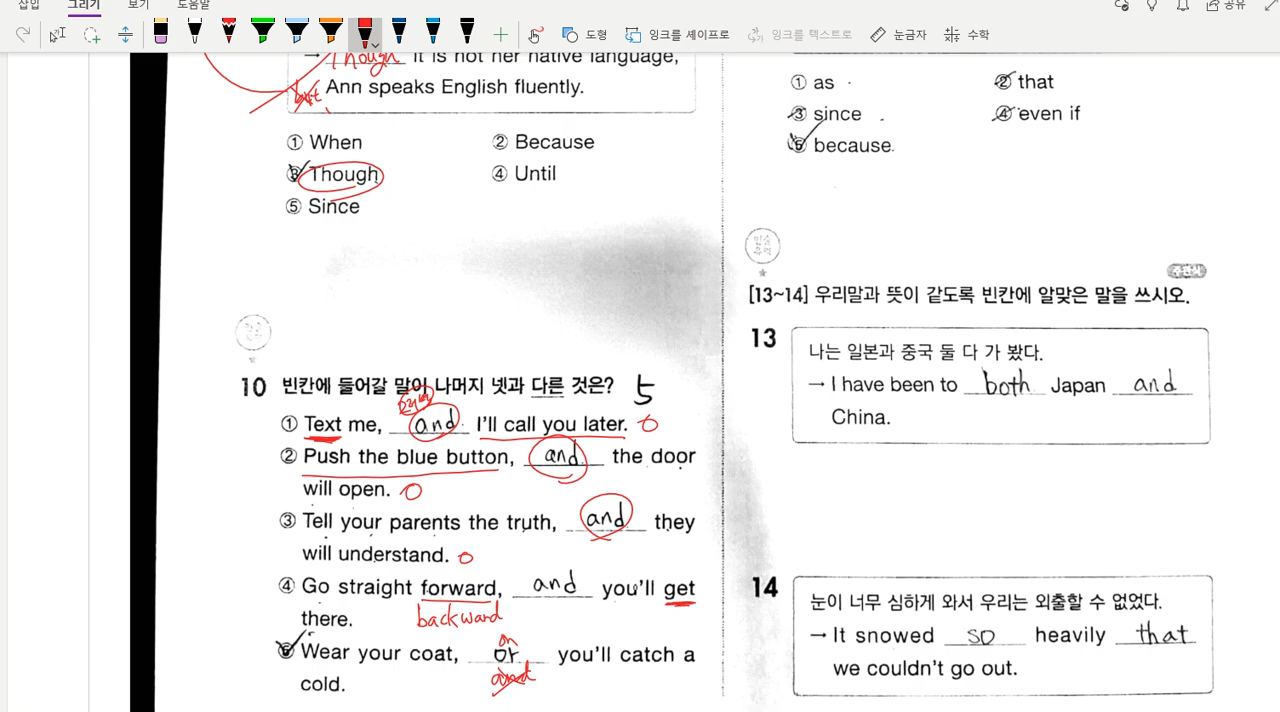 삽입 그리기 보기 도움말
공유
도형 잉크를 셰이프로 잉크를 텍스트로 눈금자 수학
→ Though it is not her native language,
but Ann speaks English fluently.
① When ② Because
③ Though ④ Until
⑤ Since
10 빈칸에 들어갈 말이 나머지 넷과 다른 것은? 5
① Text me, and I'll call you later.
② Push the blue button, and the door
will open.
③ Tell your parents the truth, and they
will understand.
④ Go straight forward, and you'll get
there. backward
⑤ Wear your coat, or you'll catch a
and
cold.
① as ② that
③ since ④ even if
⑤ because
주관식
[13~14] 우리말과 뜻이 같도록 빈칸에 알맞은 말을 쓰시오.
13
나는 일본과 중국 둘 다 가 봤다.
→ I have been to both Japan and
China.
14
눈이 너무 심하게 와서 우리는 외출할 수 없었다.
→ It snowed so heavily that
we couldn't go out.